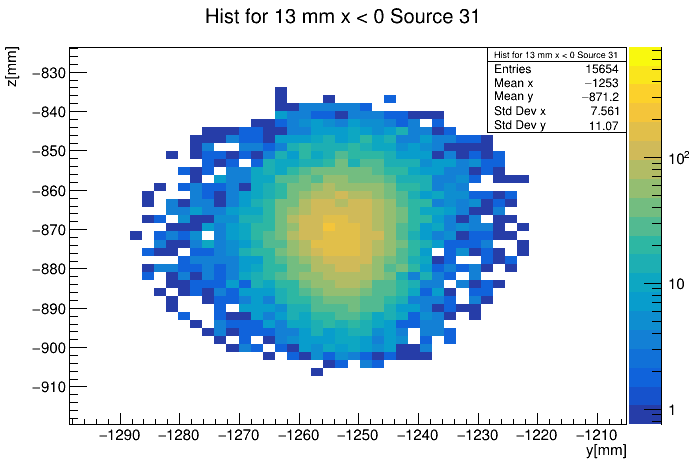 Hist for 13 mm x < 0 Source 31
z[mm]
Hist for 13 mm x < 0 Source 31
Entries 15654
Mean x −1253
Mean y −871.2
Std Dev x 7.561
Std Dev y 11.07
−830
−840
−850
−860
−870
−880
−890
−900
−910
10²
10
1
−1290 −1280 −1270 −1260 −1250 −1240 −1230 −1220 −1210
y[mm]